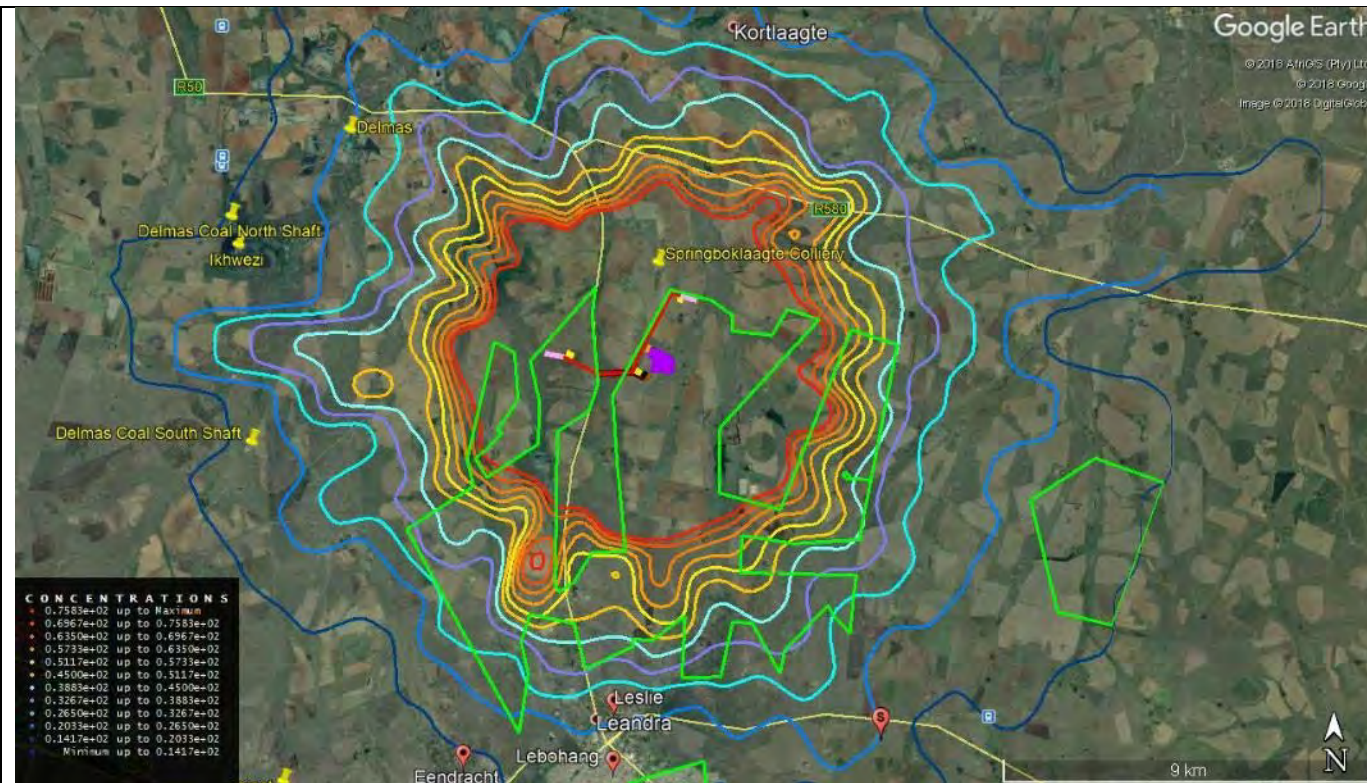 Kortlaagte
Google Earth
© 2018 AfriGIS (Pty) Ltd
© 2018 Google
Image © 2018 DigitalGlobe
R50
Delmas
R580
Delmas Coal North Shaft
Ikhwezi
Springboklaagte Colliery
Delmas Coal South Shaft
CONCENTRATIONS
0.7583e+02 up to Maximum
0.6967e+02 up to 0.7583e+02
0.6350e+02 up to 0.6967e+02
0.5733e+02 up to 0.6350e+02
0.5117e+02 up to 0.5733e+02
0.4500e+02 up to 0.5117e+02
0.3883e+02 up to 0.4500e+02
0.3267e+02 up to 0.3883e+02
0.2650e+02 up to 0.3267e+02
0.2033e+02 up to 0.2650e+02
0.1417e+02 up to 0.2033e+02
Minimum up to 0.1417e+02
Leslie
Leandra
S
Lebohang
Eendracht
9 km
N